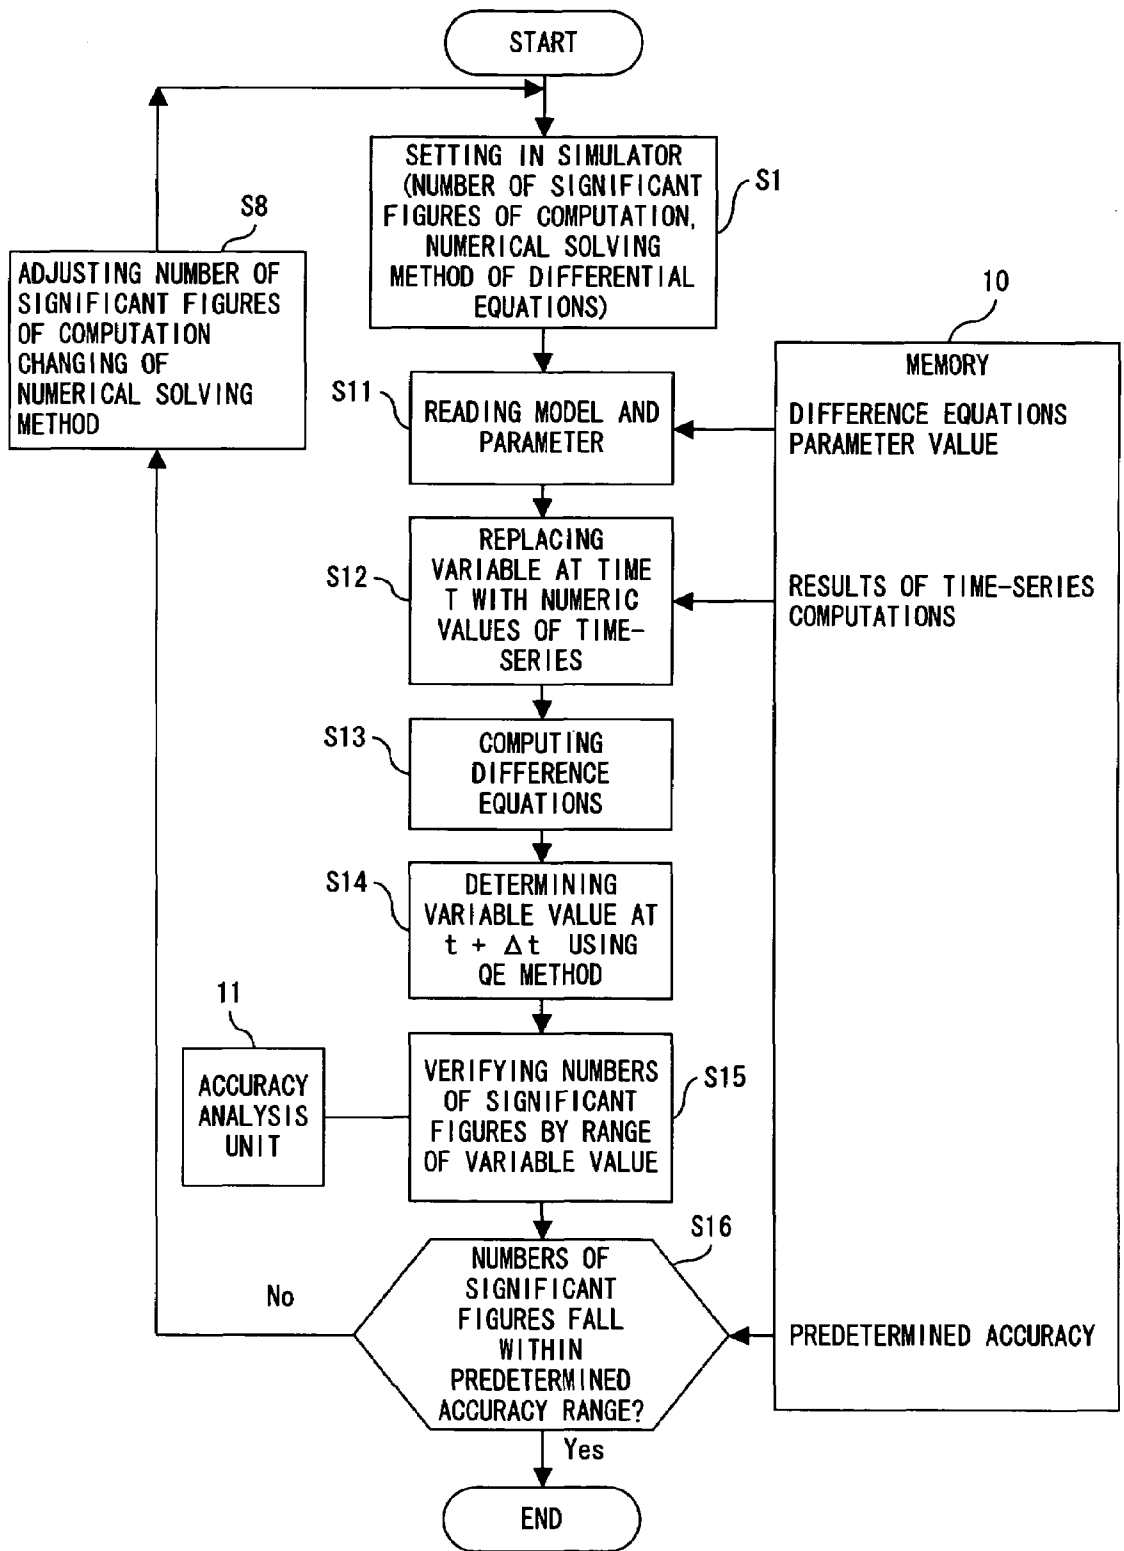 START
SETTING IN SIMULATOR
(NUMBER OF SIGNIFICANT
FIGURES OF COMPUTATION,
NUMERICAL SOLVING
METHOD OF DIFFERENTIAL
EQUATIONS)
S1
S8
ADJUSTING NUMBER OF
SIGNIFICANT FIGURES
OF COMPUTATION
CHANGING OF
NUMERICAL SOLVING
METHOD
10
MEMORY
DIFFERENCE EQUATIONS
PARAMETER VALUE
RESULTS OF TIME-SERIES
COMPUTATIONS
PREDETERMINED ACCURACY
S11
READING MODEL AND
PARAMETER
S12
REPLACING
VARIABLE AT TIME
T WITH NUMERIC
VALUES OF TIME-
SERIES
S13
COMPUTING
DIFFERENCE
EQUATIONS
S14
DETERMINING
VARIABLE VALUE AT
t + Δt USING
QE METHOD
11
ACCURACY
ANALYSIS
UNIT
VERIFYING NUMBERS
OF SIGNIFICANT
FIGURES BY RANGE
OF VARIABLE VALUE
S15
S16
NUMBERS OF
SIGNIFICANT
FIGURES FALL
WITHIN
PREDETERMINED
ACCURACY RANGE?
No
Yes
END